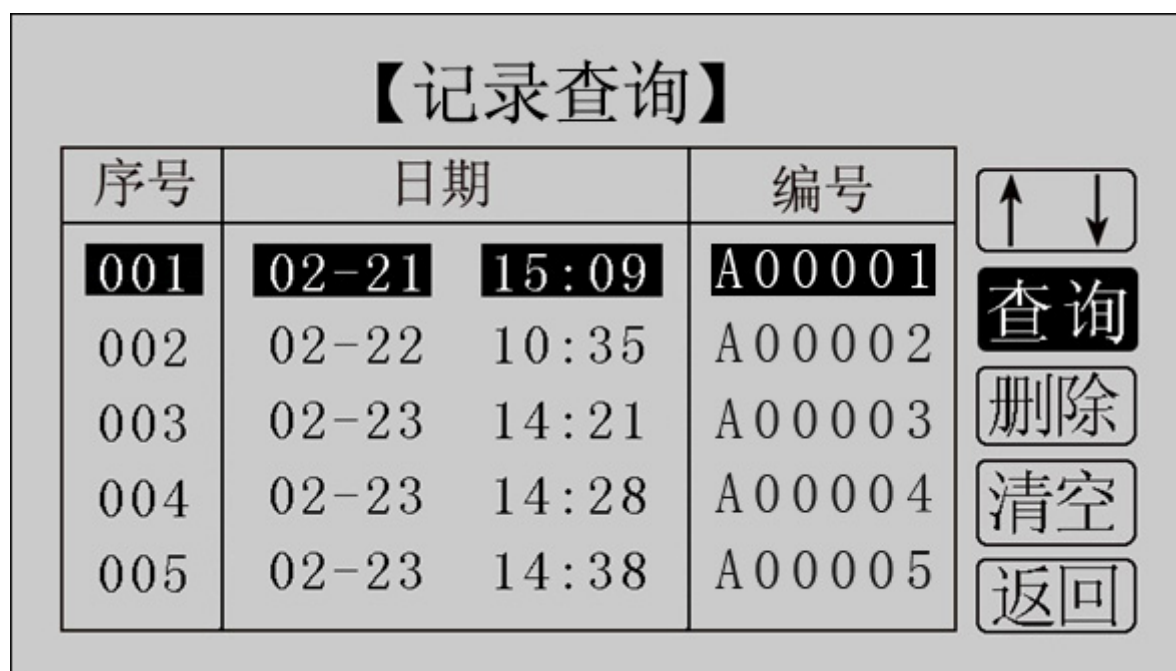 【记录查询】
序号 日期 编号
↑ ↓
001 02-21 15:09 A00001
查询
002 02-22 10:35 A00002
删除
003 02-23 14:21 A00003
004 02-23 14:28 A00004
清空
005 02-23 14:38 A00005
返回